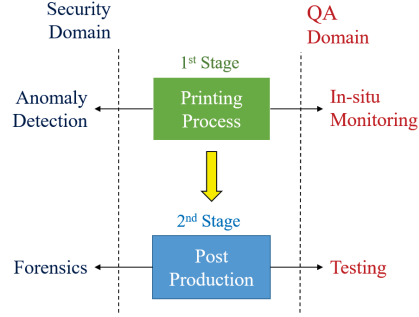 Security
Domain
QA
Domain
1st Stage
Anomaly
Detection
Printing
Process
In-situ
Monitoring
2nd Stage
Forensics
Post
Production
Testing